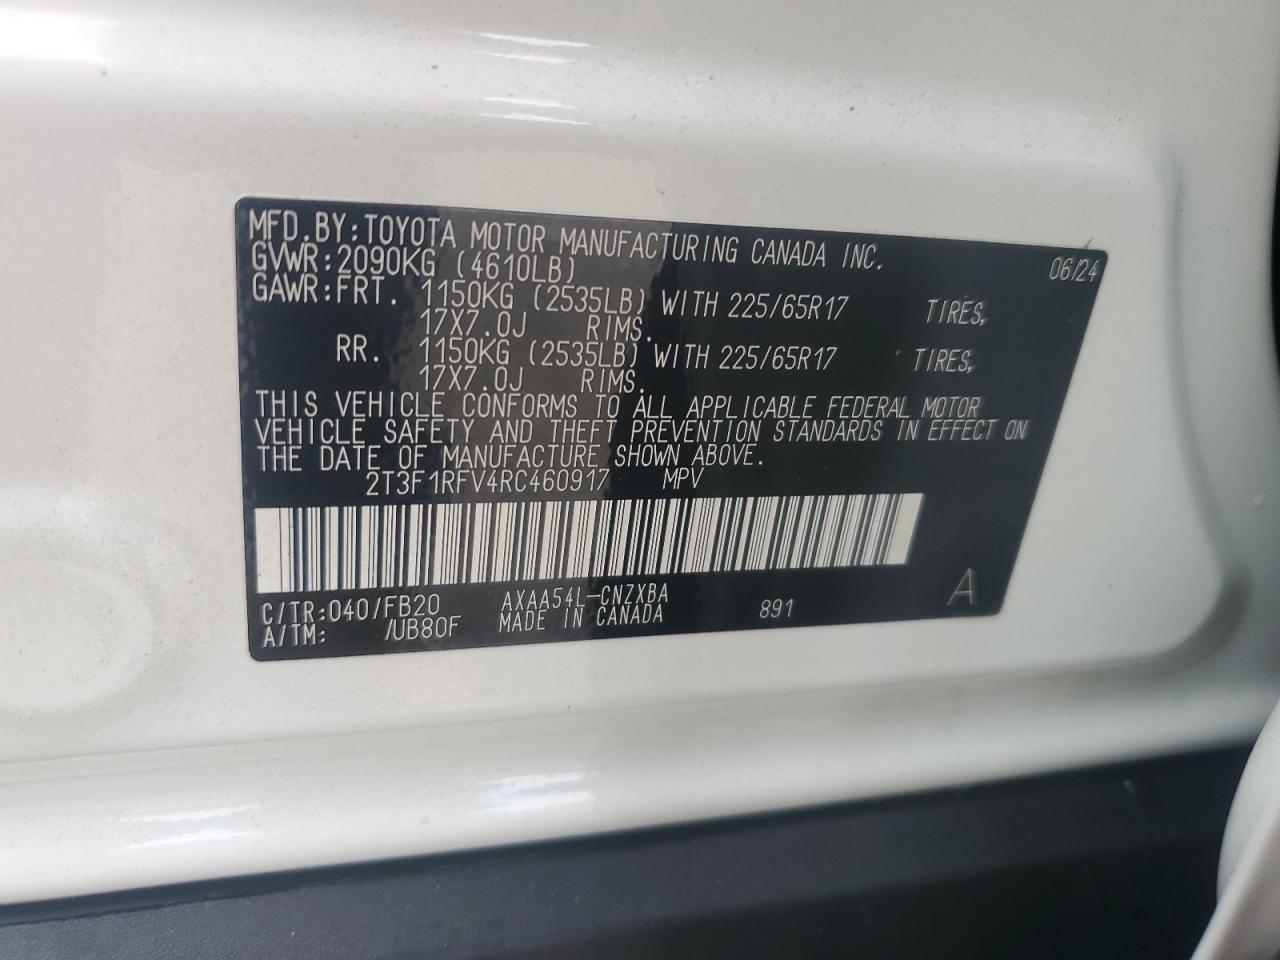 MFD.BY:TOYOTA MOTOR MANUFACTURING CANADA INC. 06/24
GVWR:2090KG (4610LB)
GAWR:FRT. 1150KG (2535LB) WITH 225/65R17 TIRES,
17X7.0J RIMS.
RR. 1150KG (2535LB) WITH 225/65R17 TIRES,
17X7.0J RIMS.
THIS VEHICLE CONFORMS TO ALL APPLICABLE FEDERAL MOTOR
VEHICLE SAFETY AND THEFT PREVENTION STANDARDS IN EFFECT ON
THE DATE OF MANUFACTURE SHOWN ABOVE.
2T3F1RFV4RC460917 MPV
C/TR:040/FB20 AXAA54L-CNZXBA 891 A
A/TM: /UB80F MADE IN CANADA